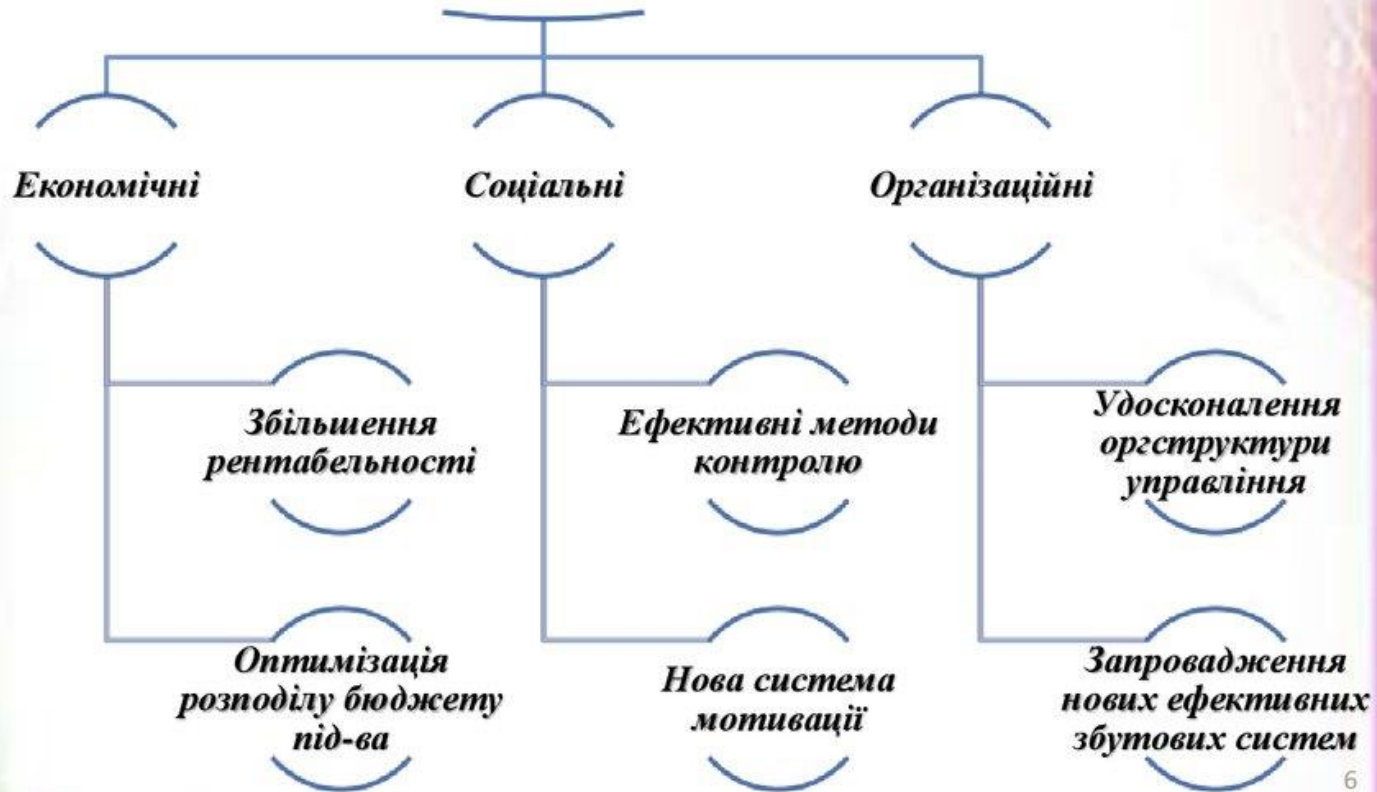 Економічні
Соціальні
Організаційні
Збільшення
рентабельності
Ефективні методи
контролю
Удосконалення
оргструктури
управління
Оптимізація
розподілу бюджету
під-ва
Нова система
мотивації
Запровадження
нових ефективних
збутових систем
6